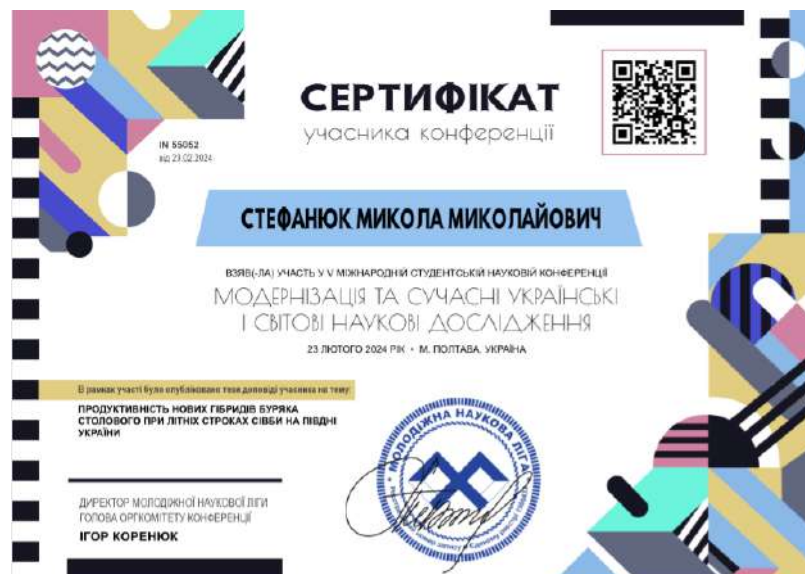 СЕРТИФІКАТ
учасника конференції
IN 55052
від 23.02.2024
СТЕФАНЮК МИКОЛА МИКОЛАЙОВИЧ
ВЗЯВ(-ЛА) УЧАСТЬ У V МІЖНАРОДНІЙ СТУДЕНТСЬКІЙ НАУКОВІЙ КОНФЕРЕНЦІЇ
МОДЕРНІЗАЦІЯ ТА СУЧАСНІ УКРАЇНСЬКІ
І СВІТОВІ НАУКОВІ ДОСЛІДЖЕННЯ
23 ЛЮТОГО 2024 РІК • М. ПОЛТАВА, УКРАЇНА
В рамках участі було опубліковано тези доповіді учасника на тему:
ПРОДУКТИВНІСТЬ НОВИХ ГІБРИДІВ БУРЯКА
СТОЛОВОГО ПРИ ЛІТНІХ СТРОКАХ СІВБИ НА ПІВДНІ
УКРАЇНИ
МОЛОДІЖНА НАУКОВА ЛІГА
ДИРЕКТОР МОЛОДІЖНОЇ НАУКОВОЇ ЛІГИ
ГОЛОВА ОРГКОМІТЕТУ КОНФЕРЕНЦІЇ
ІГОР КОРЕНЮК